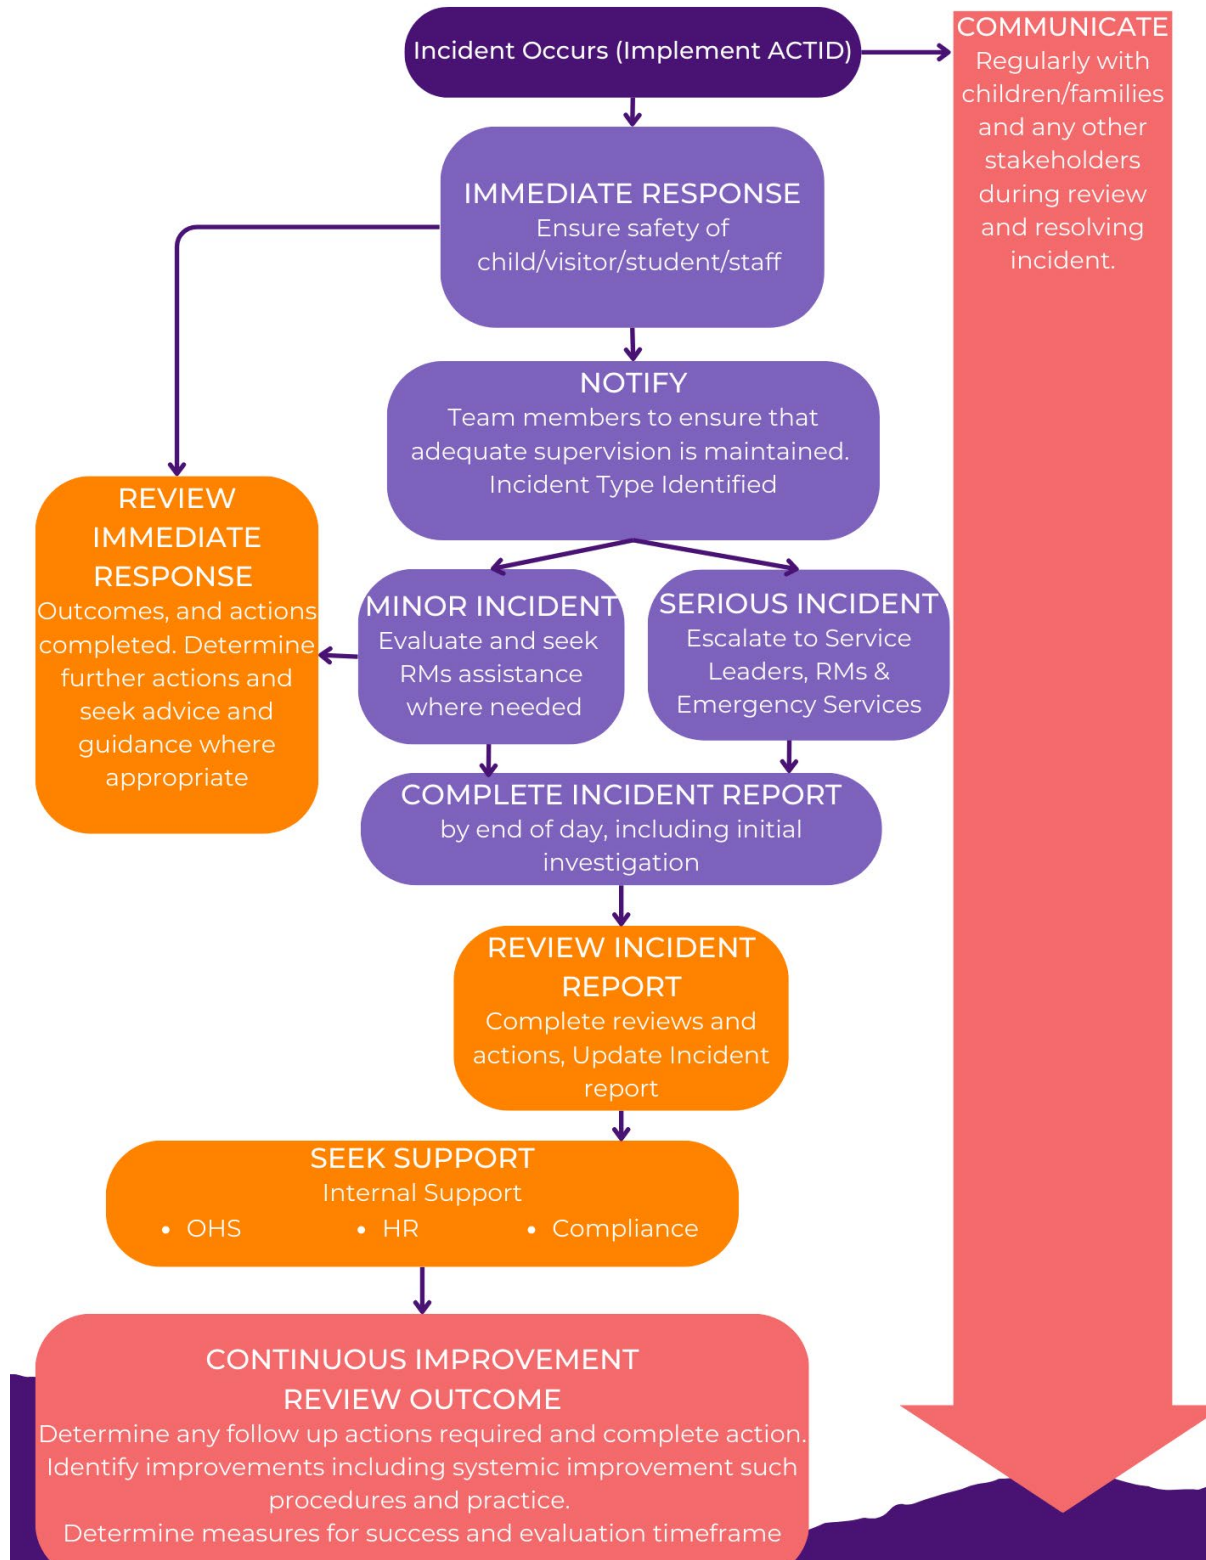 Incident Occurs (Implement ACTID)
COMMUNICATE
Regularly with
children/families
and any other
stakeholders
during review
and resolving
incident.
IMMEDIATE RESPONSE
Ensure safety of
child/visitor/student/staff
NOTIFY
Team members to ensure that
adequate supervision is maintained.
Incident Type Identified
REVIEW
IMMEDIATE
RESPONSE
Outcomes, and actions
completed. Determine
further actions and
seek advice and
guidance where
appropriate
MINOR INCIDENT
Evaluate and seek
RMs assistance
where needed
SERIOUS INCIDENT
Escalate to Service
Leaders, RMs &
Emergency Services
COMPLETE INCIDENT REPORT
by end of day, including initial
investigation
REVIEW INCIDENT
REPORT
Complete reviews and
actions, Update Incident
report
SEEK SUPPORT
Internal Support
• OHS • HR • Compliance
CONTINUOUS IMPROVEMENT
REVIEW OUTCOME
Determine any follow up actions required and complete action.
Identify improvements including systemic improvement such
procedures and practice.
Determine measures for success and evaluation timeframe